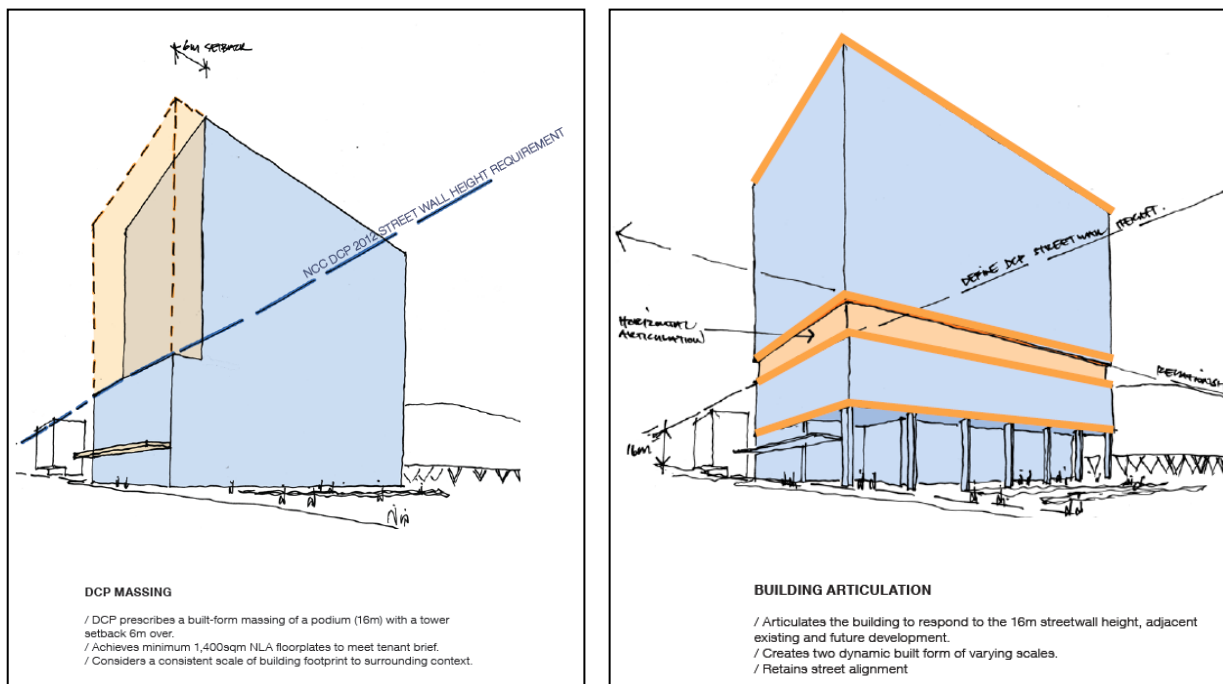 6m SETBACK
NCC DCP 2012 STREET WALL HEIGHT REQUIREMENT
DCP MASSING
/ DCP prescribes a built-form massing of a podium (16m) with a tower
setback 6m over.
/ Achieves minimum 1,400sqm NLA floorplates to meet tenant brief.
/ Considers a consistent scale of building footprint to surrounding context.
DEFINE DCP STREETWALL HEIGHT.
HORIZONTAL
ARTICULATION
RELATIONSH
16m
BUILDING ARTICULATION
/ Articulates the building to respond to the 16m streetwall height, adjacent
existing and future development.
/ Creates two dynamic built form of varying scales.
/ Retains street alignment